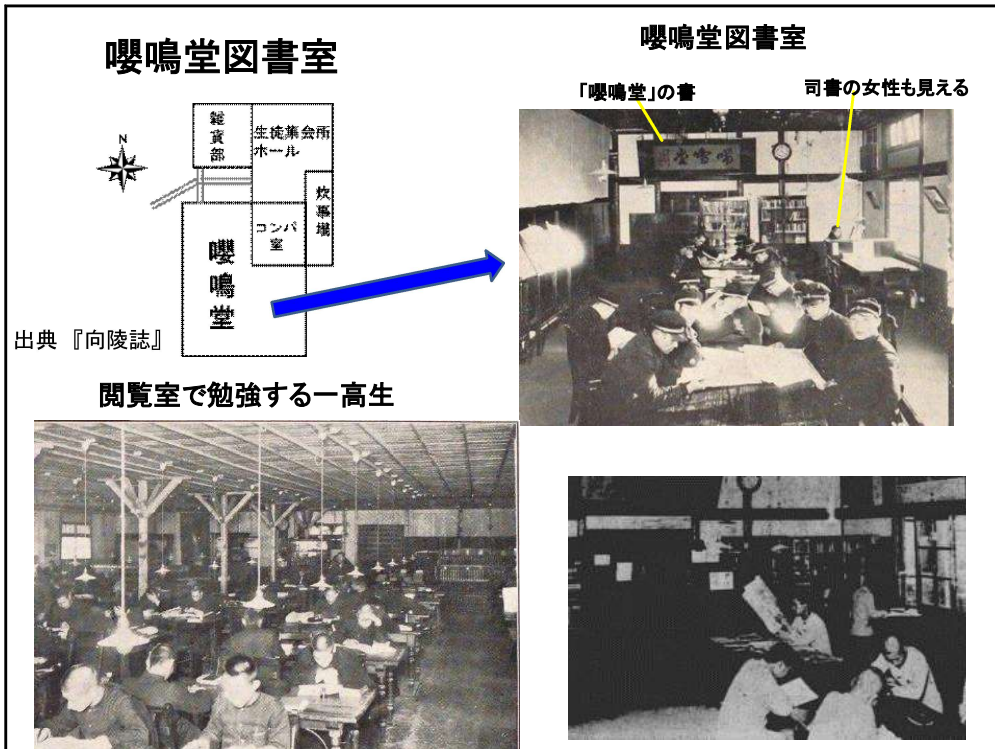 嚶鳴堂図書室
N
雑貨部
生徒集会所
ホール
炊事場
コンパ
室
嚶鳴堂
出典 『向陵誌』
嚶鳴堂図書室
「嚶鳴堂」の書
司書の女性も見える
閲覧室で勉強する一高生